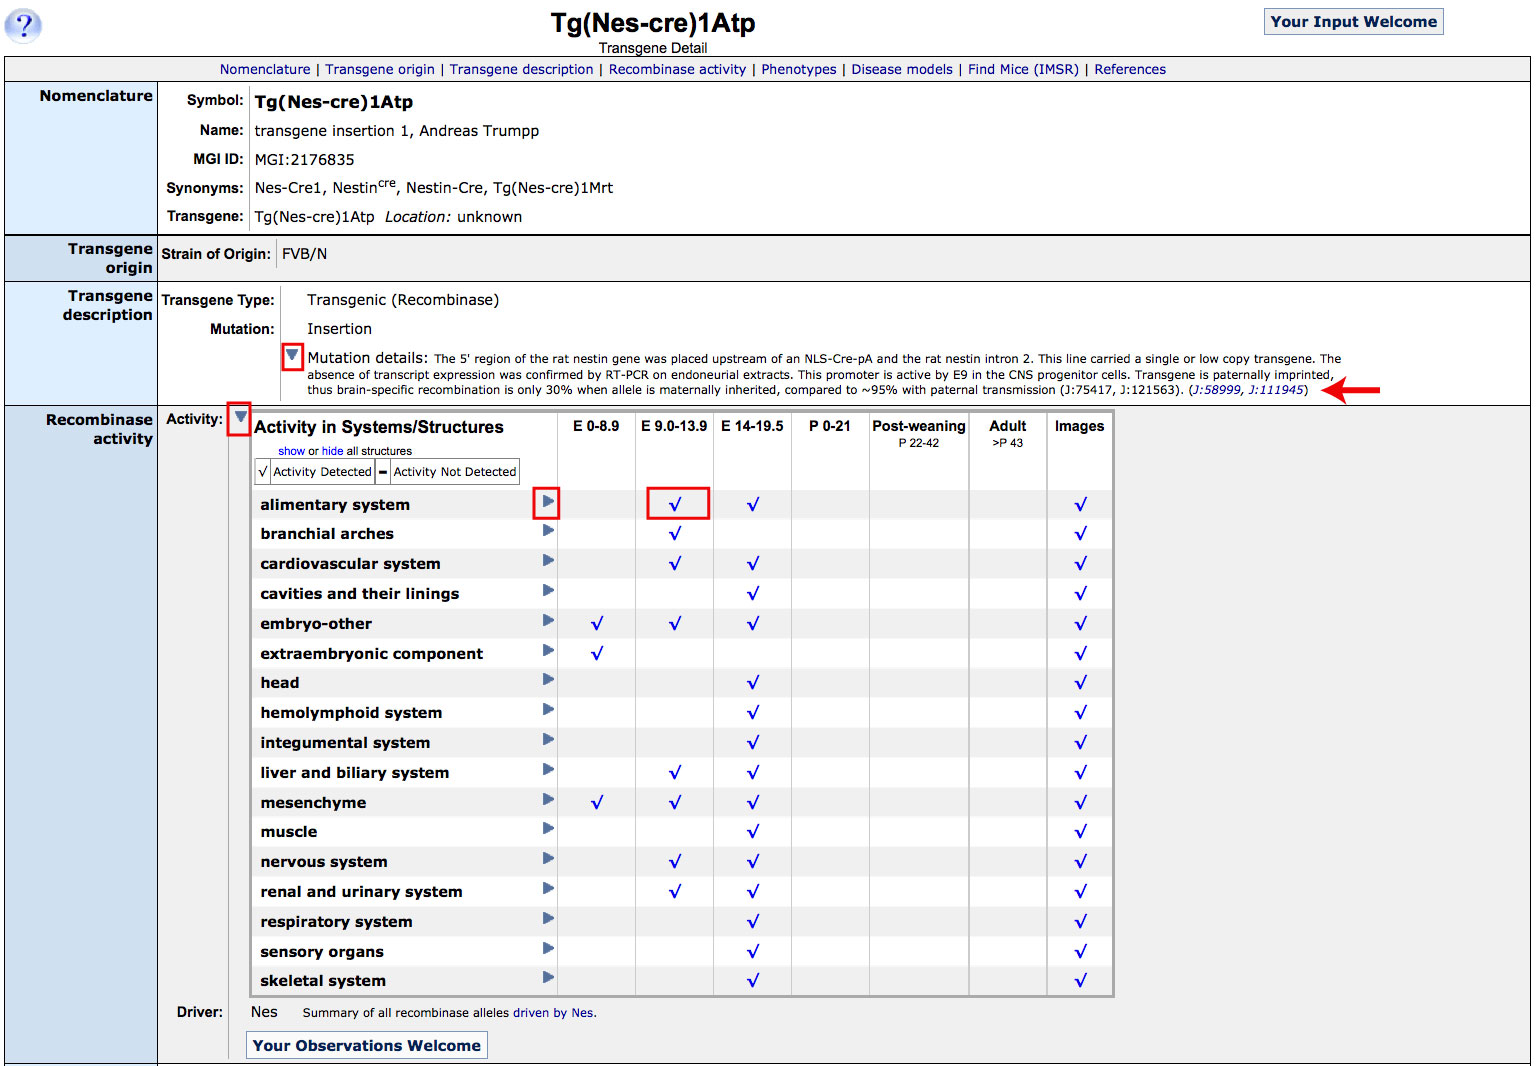 ?
Tg(Nes-cre)1Atp
Transgene Detail
Your Input Welcome
Nomenclature | Transgene origin | Transgene description | Recombinase activity | Phenotypes | Disease models | Find Mice (IMSR) | References
Nomenclature
Symbol: Tg(Nes-cre)1Atp
Name: transgene insertion 1, Andreas Trumpp
MGI ID: MGI:2176835
Synonyms: Nes-Cre1, Nestincre, Nestin-Cre, Tg(Nes-cre)1Mrt
Transgene: Tg(Nes-cre)1Atp Location: unknown
Transgene origin
Strain of Origin: FVB/N
Transgene description
Transgene Type: Transgenic (Recombinase)
Mutation: Insertion
Mutation details: The 5' region of the rat nestin gene was placed upstream of an NLS-Cre-pA and the rat nestin intron 2. This line carried a single or low copy transgene. The
absence of transcript expression was confirmed by RT-PCR on endoneurial extracts. This promoter is active by E9 in the CNS progenitor cells. Transgene is paternally imprinted,
thus brain-specific recombination is only 30% when allele is maternally inherited, compared to ~95% with paternal transmission (J:75417, J:121563). (J:58999, J:111945)
Recombinase activity
Activity:
Activity in Systems/Structures E 0-8.9 E 9.0-13.9 E 14-19.5 P 0-21 Post-weaning P 22-42 Adult >P 43 Images
show or hide all structures
√ Activity Detected – Activity Not Detected
alimentary system √ √ √
branchial arches √ √
cardiovascular system √ √ √
cavities and their linings √ √
embryo-other √ √ √ √
extraembryonic component √ √
head √ √
hemolymphoid system √ √
integumental system √ √
liver and biliary system √ √ √
mesenchyme √ √ √ √
muscle √ √
nervous system √ √ √
renal and urinary system √ √ √
respiratory system √ √
sensory organs √ √
skeletal system √ √
Driver: Nes Summary of all recombinase alleles driven by Nes.
Your Observations Welcome